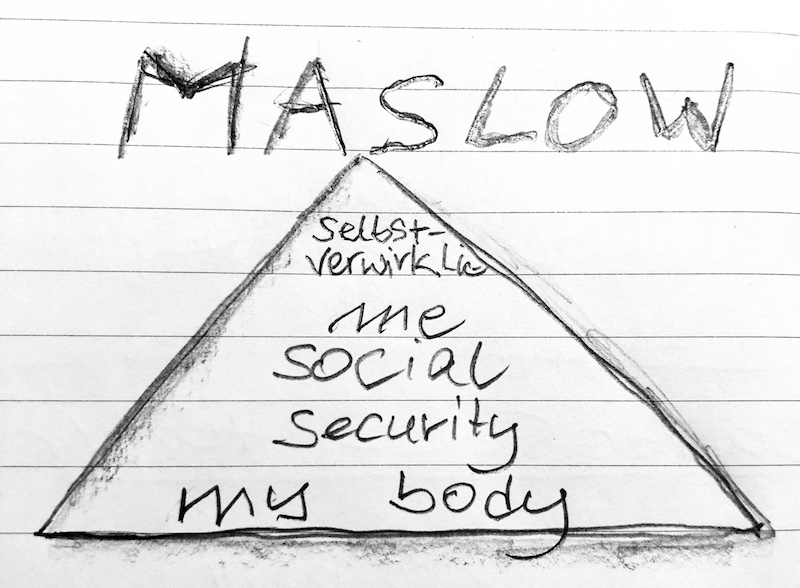 MASLOW
selbst-
verwirklic
me
social
security
my body